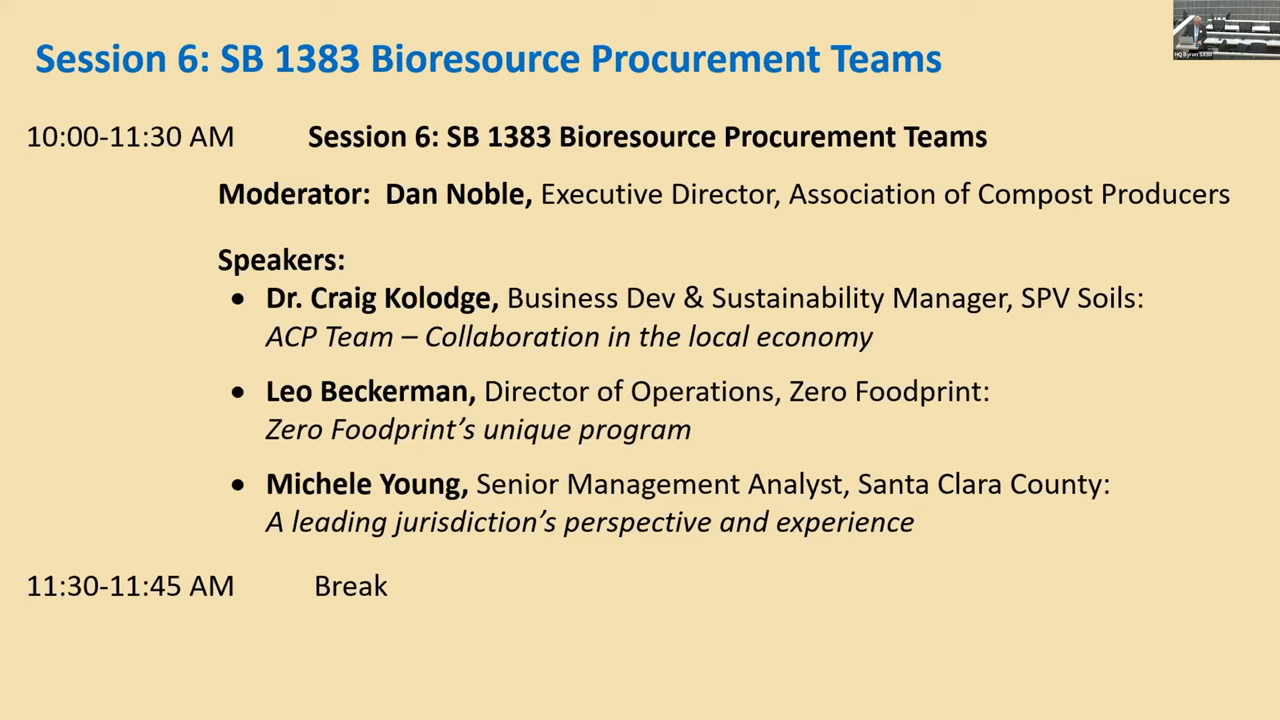 Session 6: SB 1383 Bioresource Procurement Teams
10:00-11:30 AM Session 6: SB 1383 Bioresource Procurement Teams
Moderator: Dan Noble, Executive Director, Association of Compost Producers
Speakers:
• Dr. Craig Kolodge, Business Dev & Sustainability Manager, SPV Soils:
ACP Team – Collaboration in the local economy
• Leo Beckerman, Director of Operations, Zero Foodprint:
Zero Foodprint’s unique program
• Michele Young, Senior Management Analyst, Santa Clara County:
A leading jurisdiction’s perspective and experience
11:30-11:45 AM Break
HQ Byron SX80